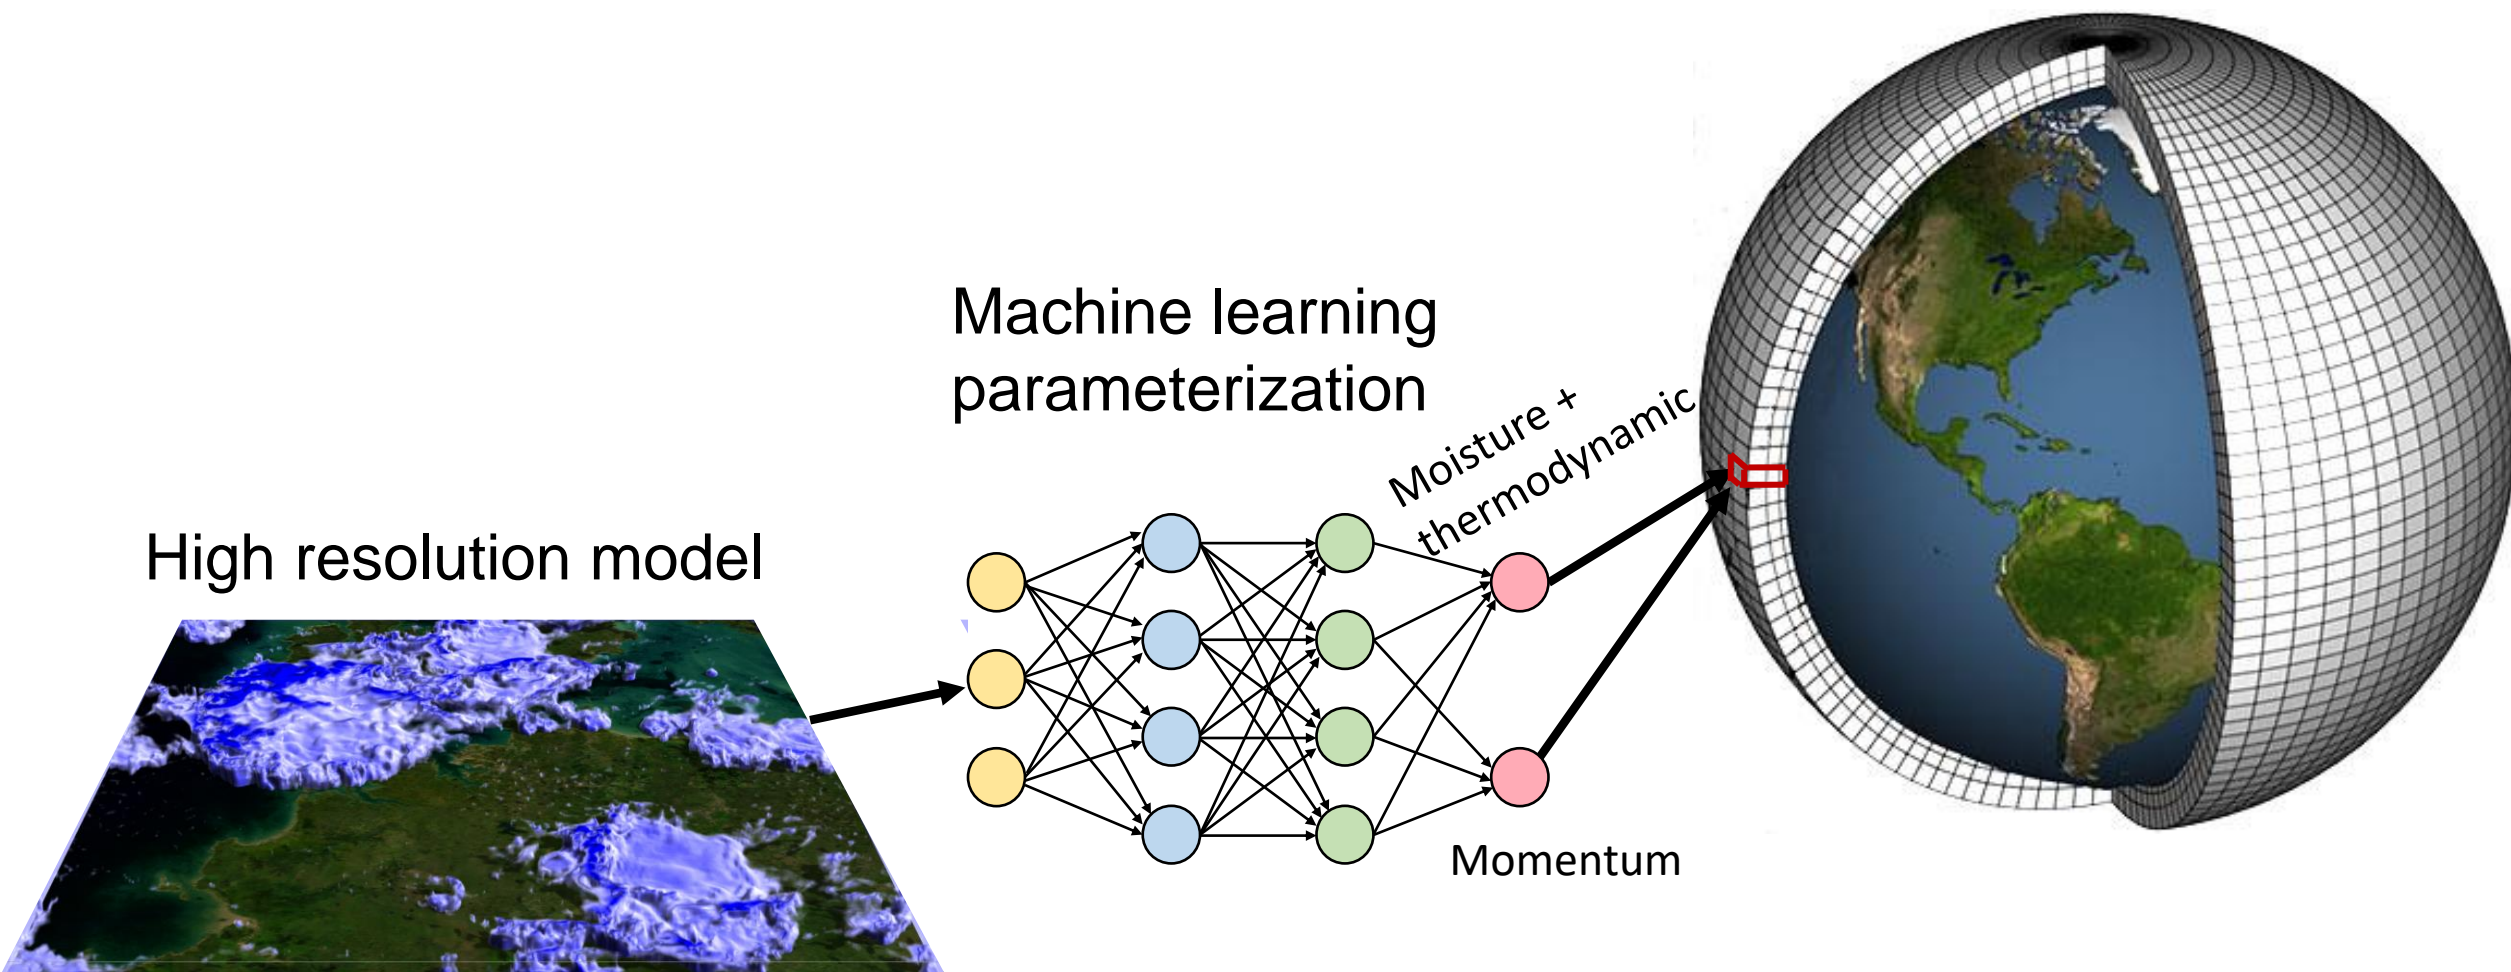 High resolution model
Machine learning
parameterization
Moisture +
thermodynamic
Momentum